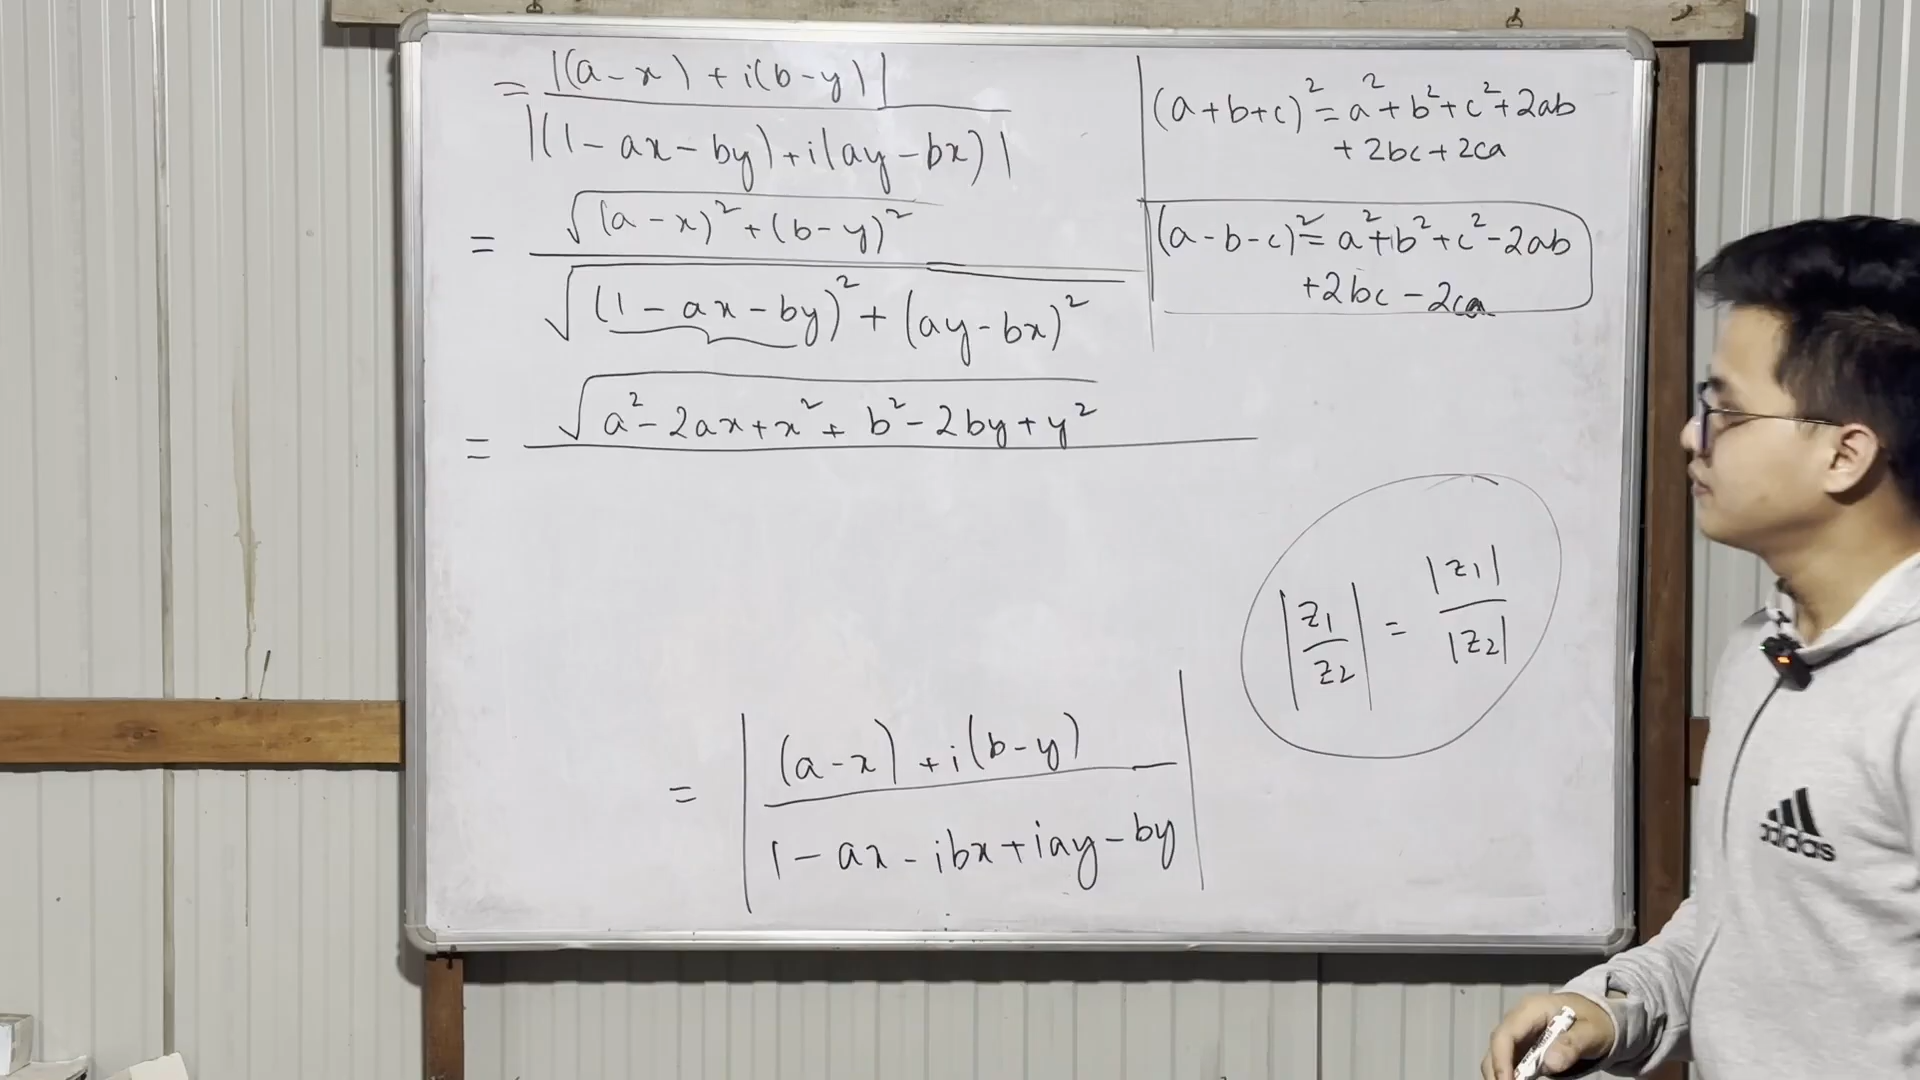 = |(a-x) + i(b-y)| / |(1-ax-by)+i(ay-bx)|
= √((a-x)²+(b-y)²) / √((1-ax-by)²+(ay-bx)²)
= √(a²-2ax+x²+b²-2by+y²)
(a+b+c)²=a²+b²+c²+2ab
+2bc+2ca
(a-b-c)²=a²+b²+c²-2ab
+2bc-2ca
|z₁/z₂| = |z₁|/|z₂|
= |((a-x)+i(b-y)) / (1-ax-ibx+iay-by)|
adidas